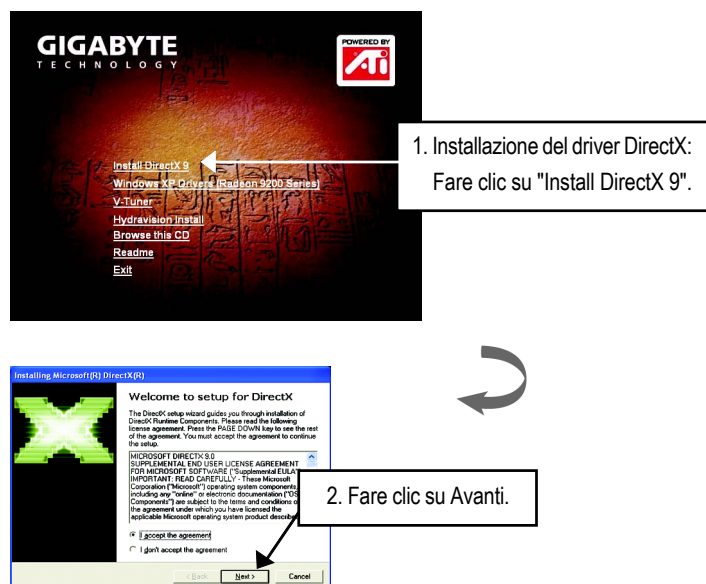 GIGABYTE
TECHNOLOGY
POWERED BY
ATi
Install DirectX 9
Windows XP Drivers (Radeon 9200 Series)
V-Tuner
Hydravision Install
Browse this CD
Readme
Exit
1. Installazione del driver DirectX:
Fare clic su "Install DirectX 9".
Installing Microsoft(R) DirectX(R)
Welcome to setup for DirectX
The DirectX setup wizard guides you through installation of
DirectX Runtime Components. Please read the following
license agreement. Press the PAGE DOWN key to see the rest
of the agreement. You must accept the agreement to continue
the setup.
MICROSOFT DIRECTX 9.0
SUPPLEMENTAL END USER LICENSE AGREEMENT
FOR MICROSOFT SOFTWARE ("Supplemental EULA")
IMPORTANT: READ CAREFULLY - These Microsoft
Corporation ("Microsoft") operating system components,
including any "online" or electronic documentation ("OS
Components") are subject to the terms and conditions of
the agreement under which you have licensed the
applicable Microsoft operating system product
2. Fare clic su Avanti.
I accept the agreement
I don't accept the agreement
< Back
Next >
Cancel